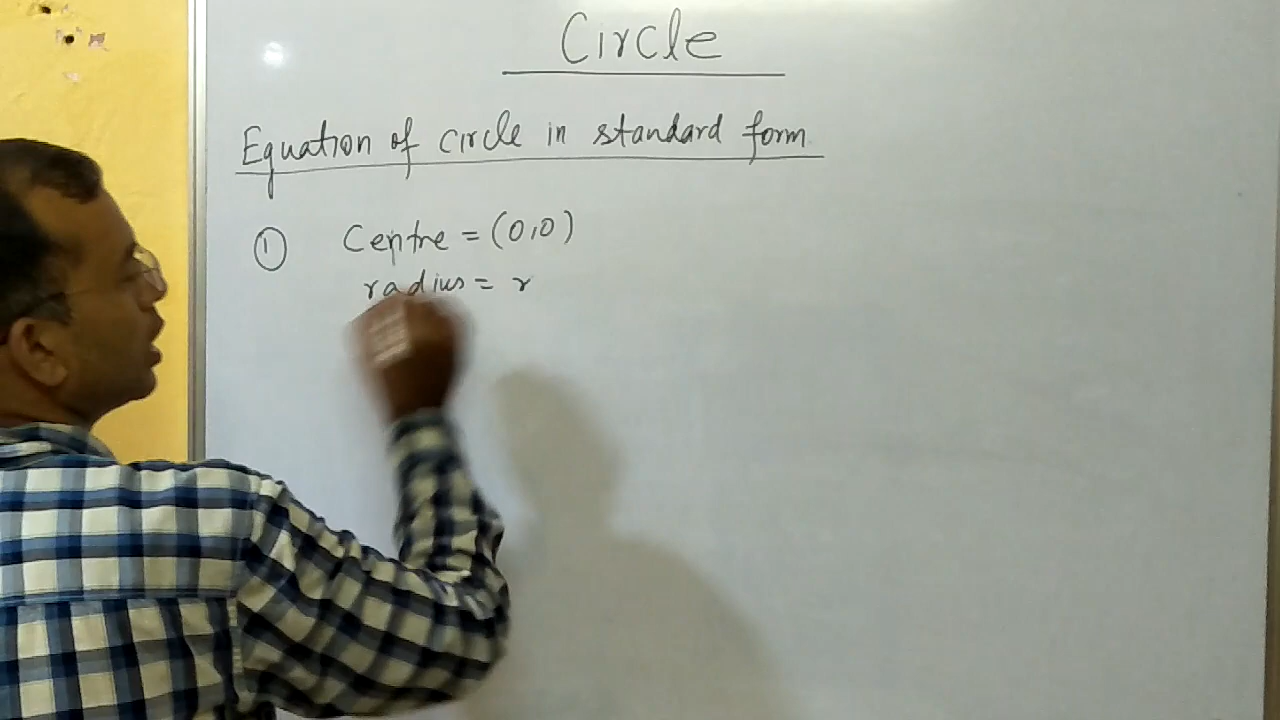 Circle
Equation of circle in standard form
① Centre = (0,0)
radius = r